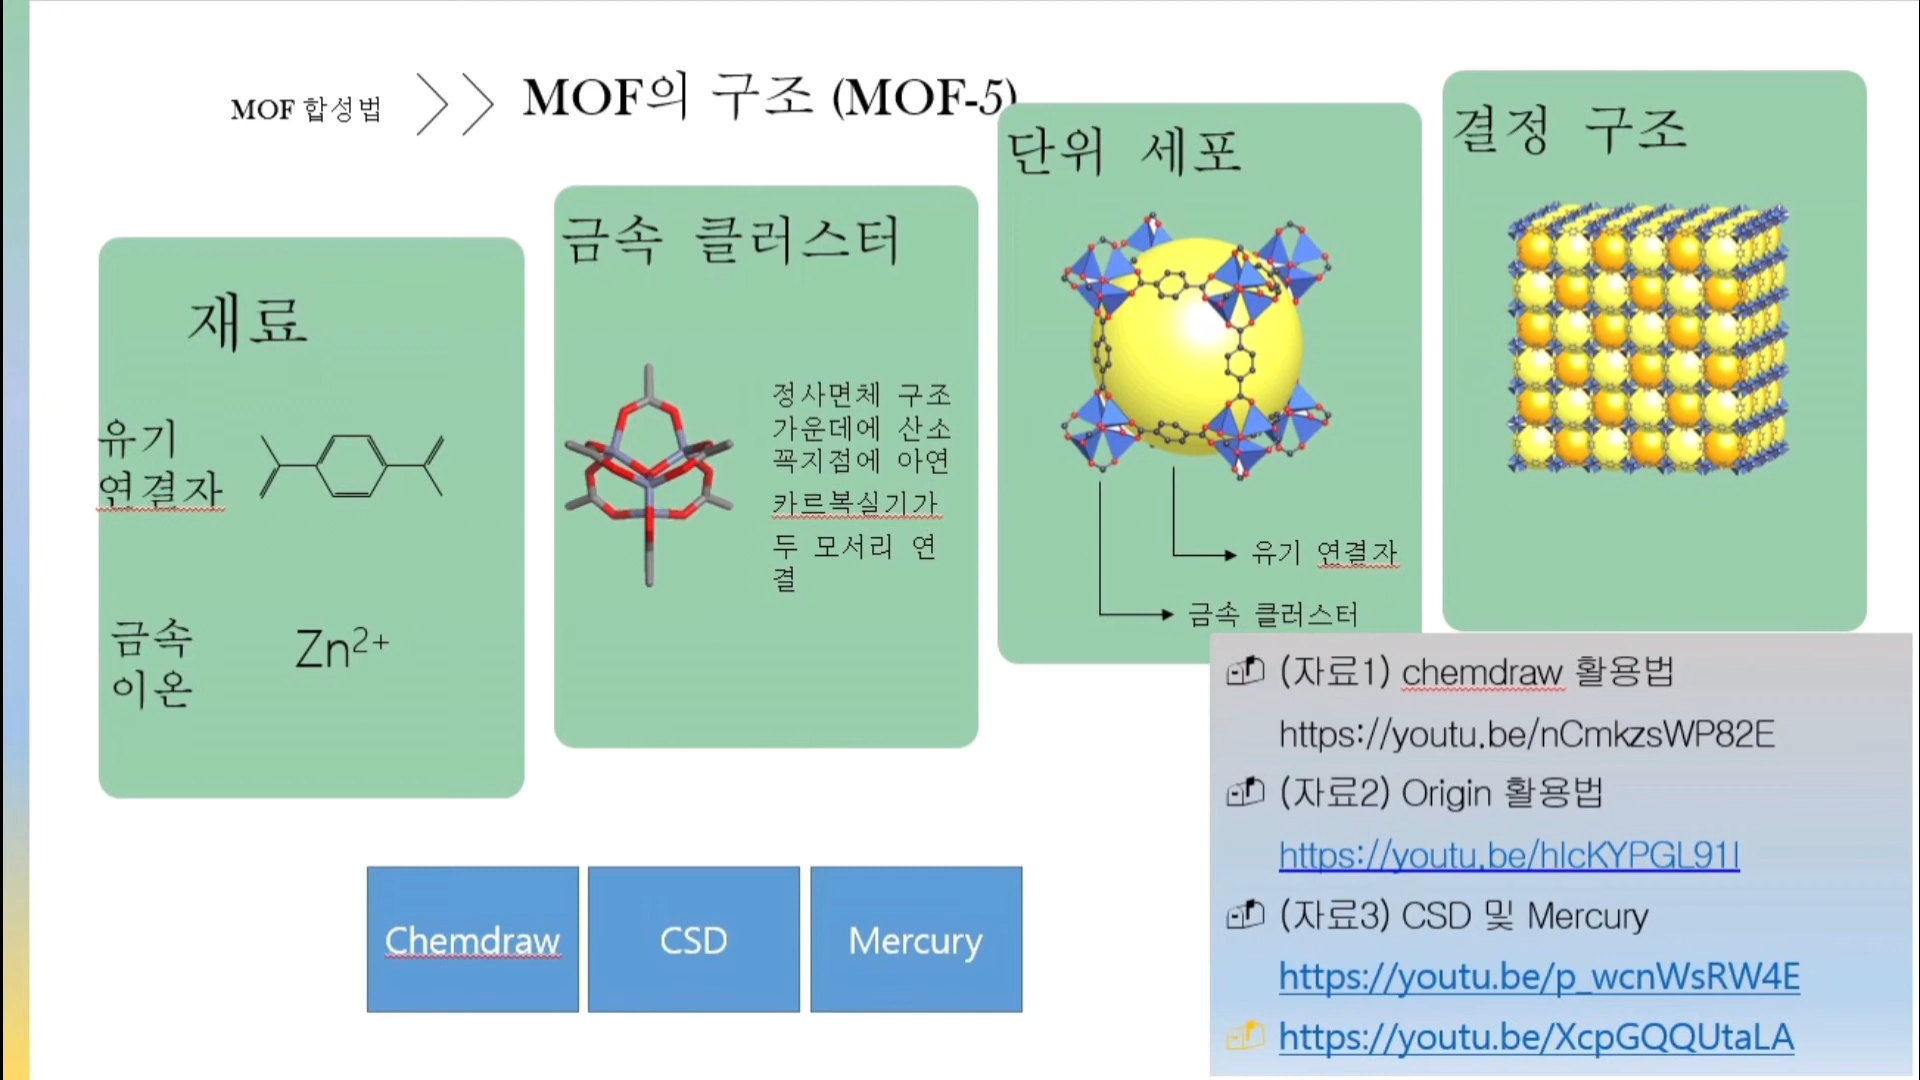 MOF 합성법
MOF의 구조 (MOF-5)
재료
유기
연결자
금속
이온
Zn2+
금속 클러스터
정사면체 구조
가운데에 산소
꼭지점에 아연
카르복실기가
두 모서리 연
결
단위 세포
유기 연결자
금속 클러스터
결정 구조
Chemdraw
CSD
Mercury
(자료1) chemdraw 활용법
https://youtu.be/nCmkzsWP82E
(자료2) Origin 활용법
https://youtu.be/hlcKYPGL91I
(자료3) CSD 및 Mercury
https://youtu.be/p_wcnWsRW4E
https://youtu.be/XcpGQQUtaLA